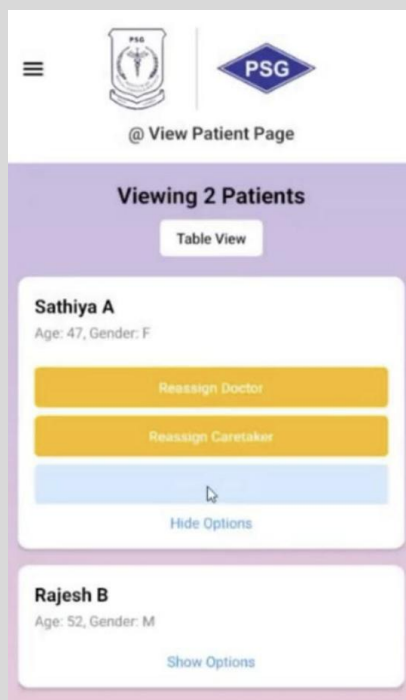 PSG
PSG
@ View Patient Page
Viewing 2 Patients
Table View
Sathiya A
Age: 47, Gender: F
Reassign Doctor
Reassign Caretaker
Hide Options
Rajesh B
Age: 52, Gender: M
Show Options